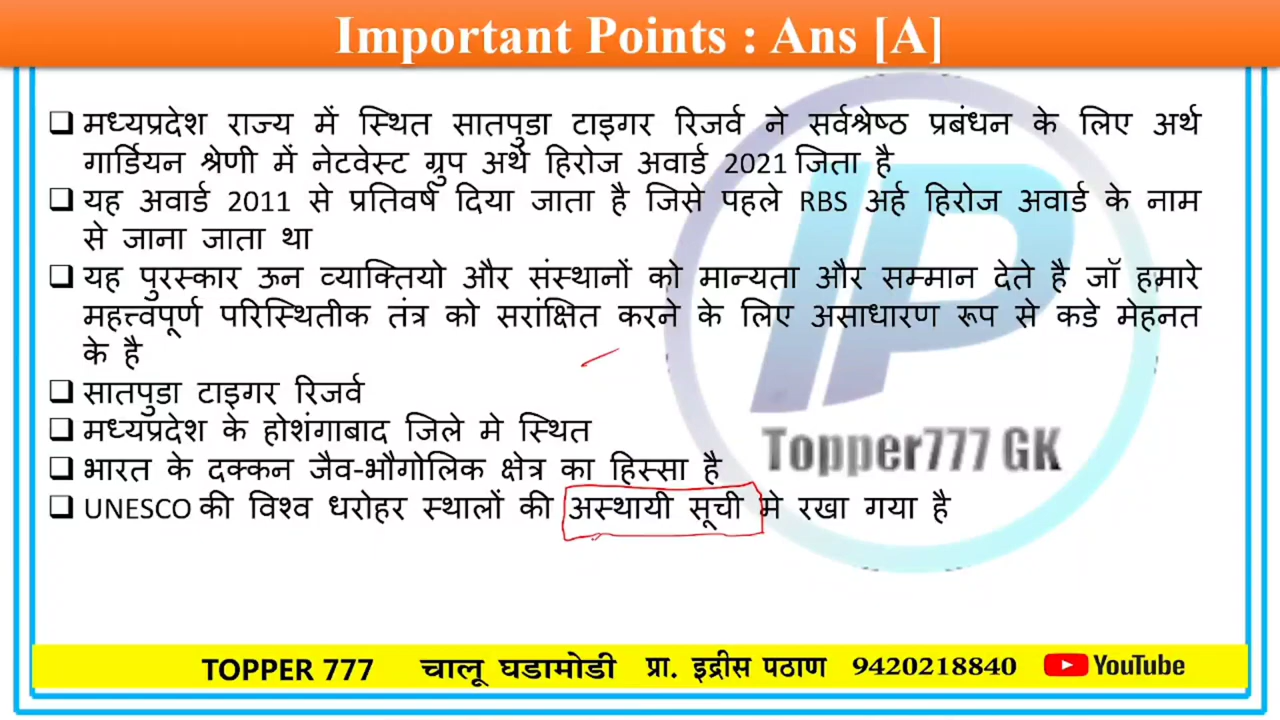 Important Points : Ans [A]
❑ मध्यप्रदेश राज्य में स्थित सातपुडा टाइगर रिजर्व ने सर्वश्रेष्ठ प्रबंधन के लिए अर्थ
गार्डियन श्रेणी में नेटवेस्ट ग्रुप अर्थ हिरोज अवार्ड 2021 जिता है
❑ यह अवार्ड 2011 से प्रतिवर्ष दिया जाता है जिसे पहले RBS अर्ह हिरोज अवार्ड के नाम
से जाना जाता था
❑ यह पुरस्कार ऊन व्याक्तियो और संस्थानों को मान्यता और सम्मान देते है जॉ हमारे
महत्त्वपूर्ण परिस्थितीक तंत्र को सरांक्षित करने के लिए असाधारण रूप से कडे मेहनत
के है
❑ सातपुडा टाइगर रिजर्व
❑ मध्यप्रदेश के होशंगाबाद जिले मे स्थित
❑ भारत के दक्कन जैव-भौगोलिक क्षेत्र का हिस्सा है
❑ UNESCO की विश्व धरोहर स्थालों की अस्थायी सूची मे रखा गया है
Topper777 GK
TOPPER 777 चालू घडामोडी प्रा. इद्रीस पठाण 9420218840 YouTube